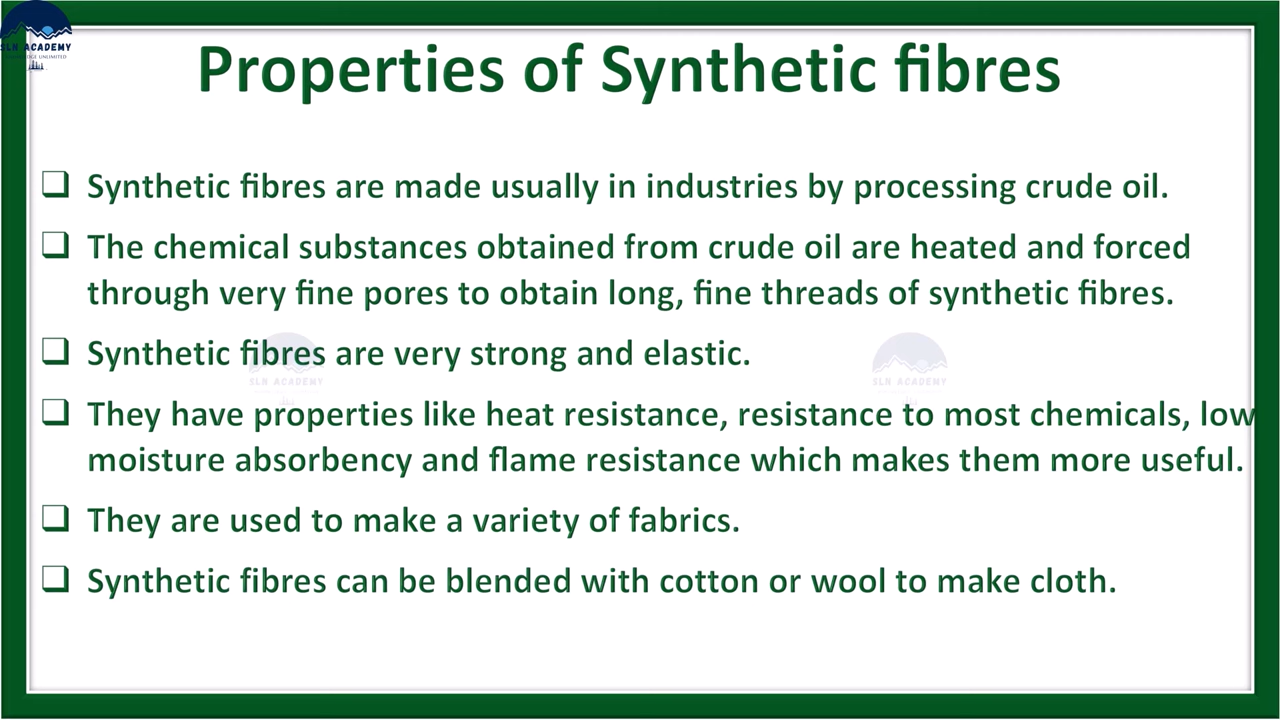 SLN ACADEMY
Properties of Synthetic fibres
❑ Synthetic fibres are made usually in industries by processing crude oil.
❑ The chemical substances obtained from crude oil are heated and forced
through very fine pores to obtain long, fine threads of synthetic fibres.
❑ Synthetic fibres are very strong and elastic.
SLN ACADEMY
SLN ACADEMY
❑ They have properties like heat resistance, resistance to most chemicals, low
moisture absorbency and flame resistance which makes them more useful.
❑ They are used to make a variety of fabrics.
❑ Synthetic fibres can be blended with cotton or wool to make cloth.